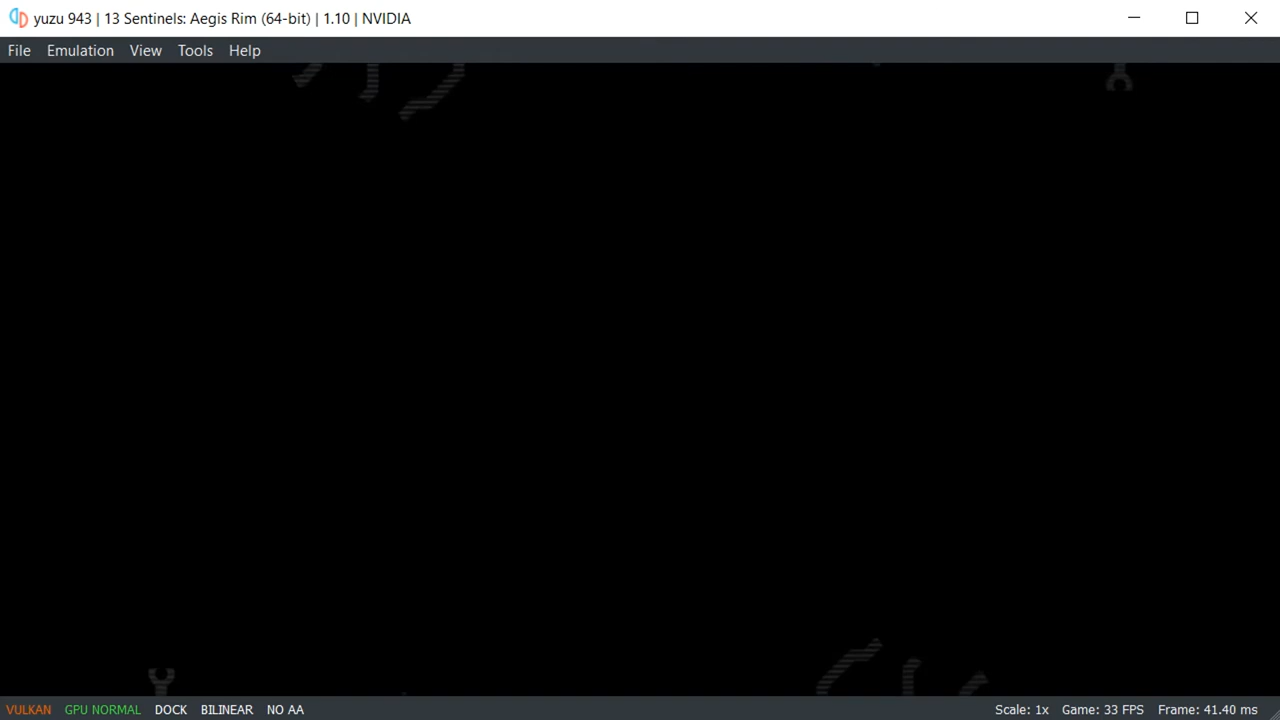 yuzu 943 | 13 Sentinels: Aegis Rim (64-bit) | 1.10 | NVIDIA
File Emulation View Tools Help
VULKAN GPU NORMAL DOCK BILINEAR NO AA Scale: 1x Game: 33 FPS Frame: 41.40 ms